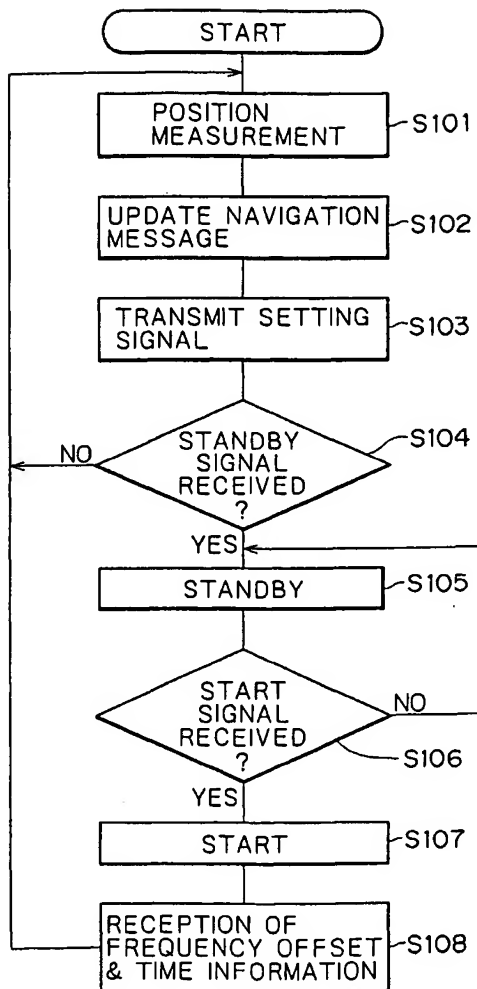 START
POSITION
MEASUREMENT
S101
UPDATE NAVIGATION
MESSAGE
S102
TRANSMIT SETTING
SIGNAL
S103
STANDBY
SIGNAL
RECEIVED
?
S104
NO
YES
STANDBY
S105
START
SIGNAL
RECEIVED
?
NO
S106
YES
START
S107
RECEPTION OF
FREQUENCY OFFSET
& TIME INFORMATION
S108